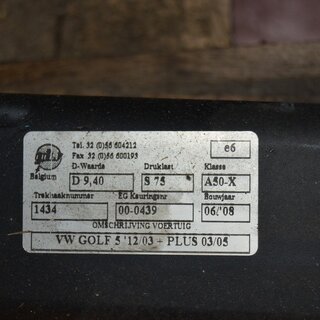 Tel. 32 (0)56 604212
Fax 32 (0)56 600193
e6
Belgium
D-Waarde Druklast Klasse
D 9,40 S 75 A50-X
Trekhaaknummer EG Keuringsnr Bouwjaar
1434 00-0439 06/'08
OMSCHRIJVING VOERTUIG
VW GOLF 5 '12/03 - PLUS 03/05